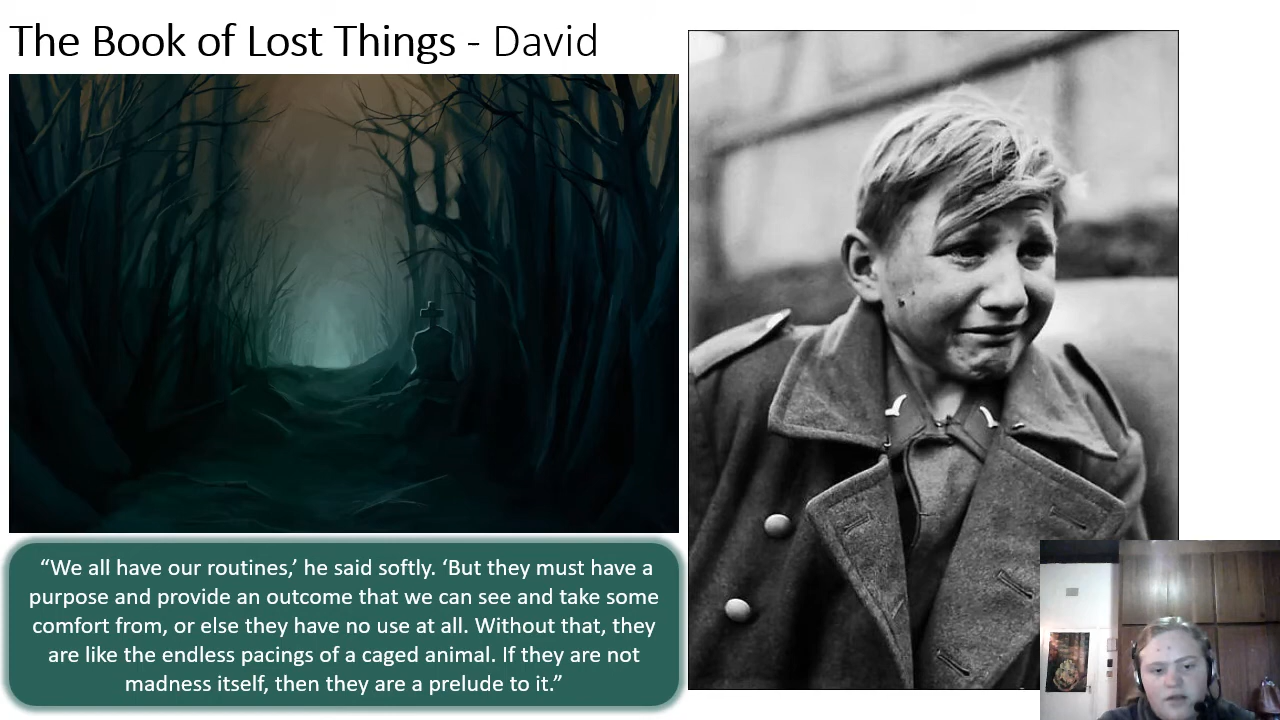 The Book of Lost Things - David
“We all have our routines,’ he said softly. ‘But they must have a
purpose and provide an outcome that we can see and take some
comfort from, or else they have no use at all. Without that, they
are like the endless pacings of a caged animal. If they are not
madness itself, then they are a prelude to it.”